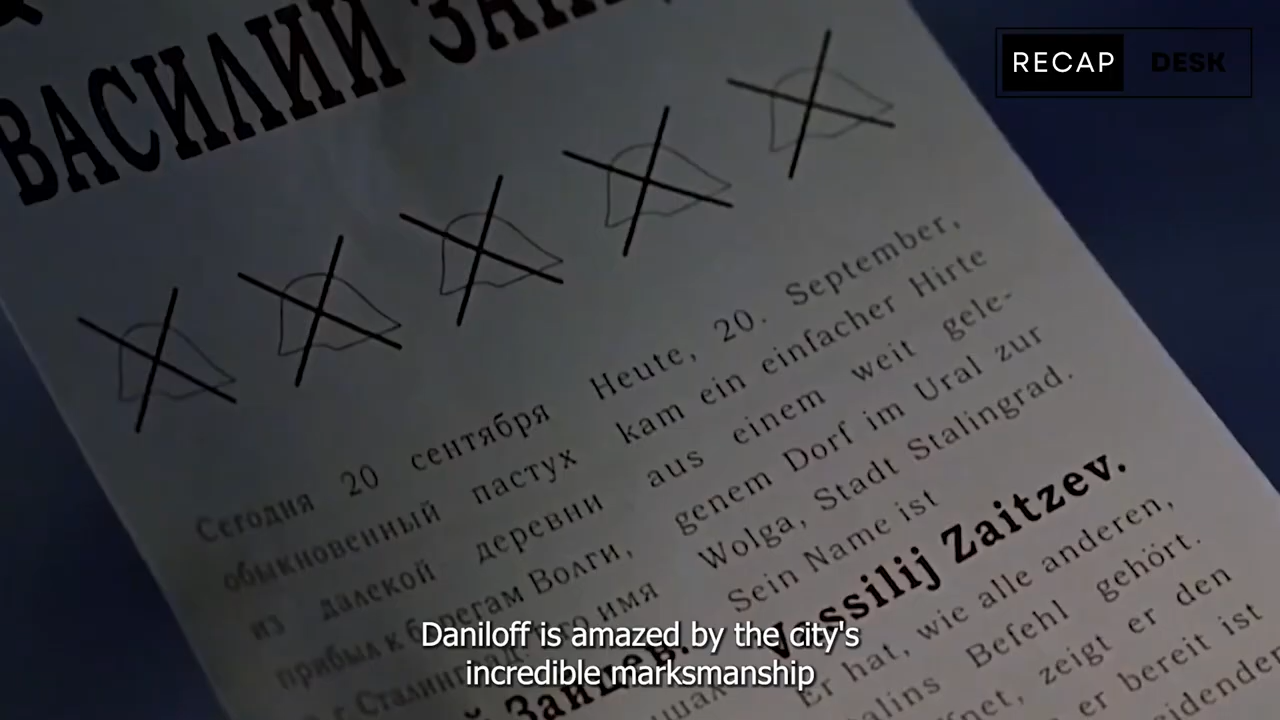 RECAP DESK
ВАСИЛИЙ
Сегодня 20 сентября
обыкновенный пастух
из далекой деревни
прибыл к берегам Волги,
имя
Heute, 20. September,
kam ein einfacher Hirte
aus einem weit gele-
genem Dorf im Ural zur
Wolga, Stadt Stalingrad.
Sein Name ist
Vassilij Zaitzev.
Er hat, wie alle anderen,
Befehl gehört.
zeigt er den
er bereit ist
Daniloff is amazed by the city's
incredible marksmanship